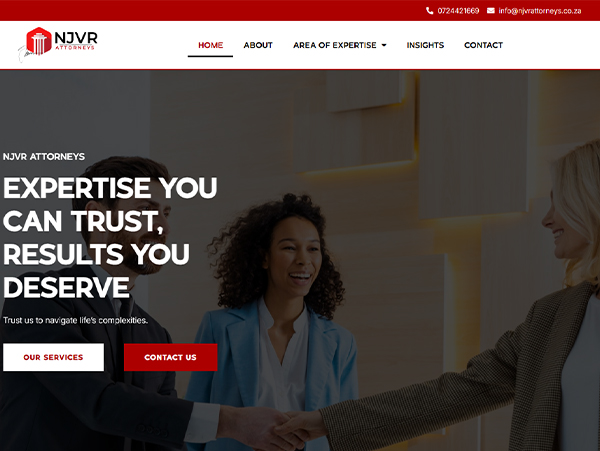 0724421669 info@njvrattorneys.co.za
NJVR
ATTORNEYS
HOME ABOUT AREA OF EXPERTISE INSIGHTS CONTACT
NJVR ATTORNEYS
EXPERTISE YOU
CAN TRUST,
RESULTS YOU
DESERVE
Trust us to navigate life's complexities.
OUR SERVICES CONTACT US